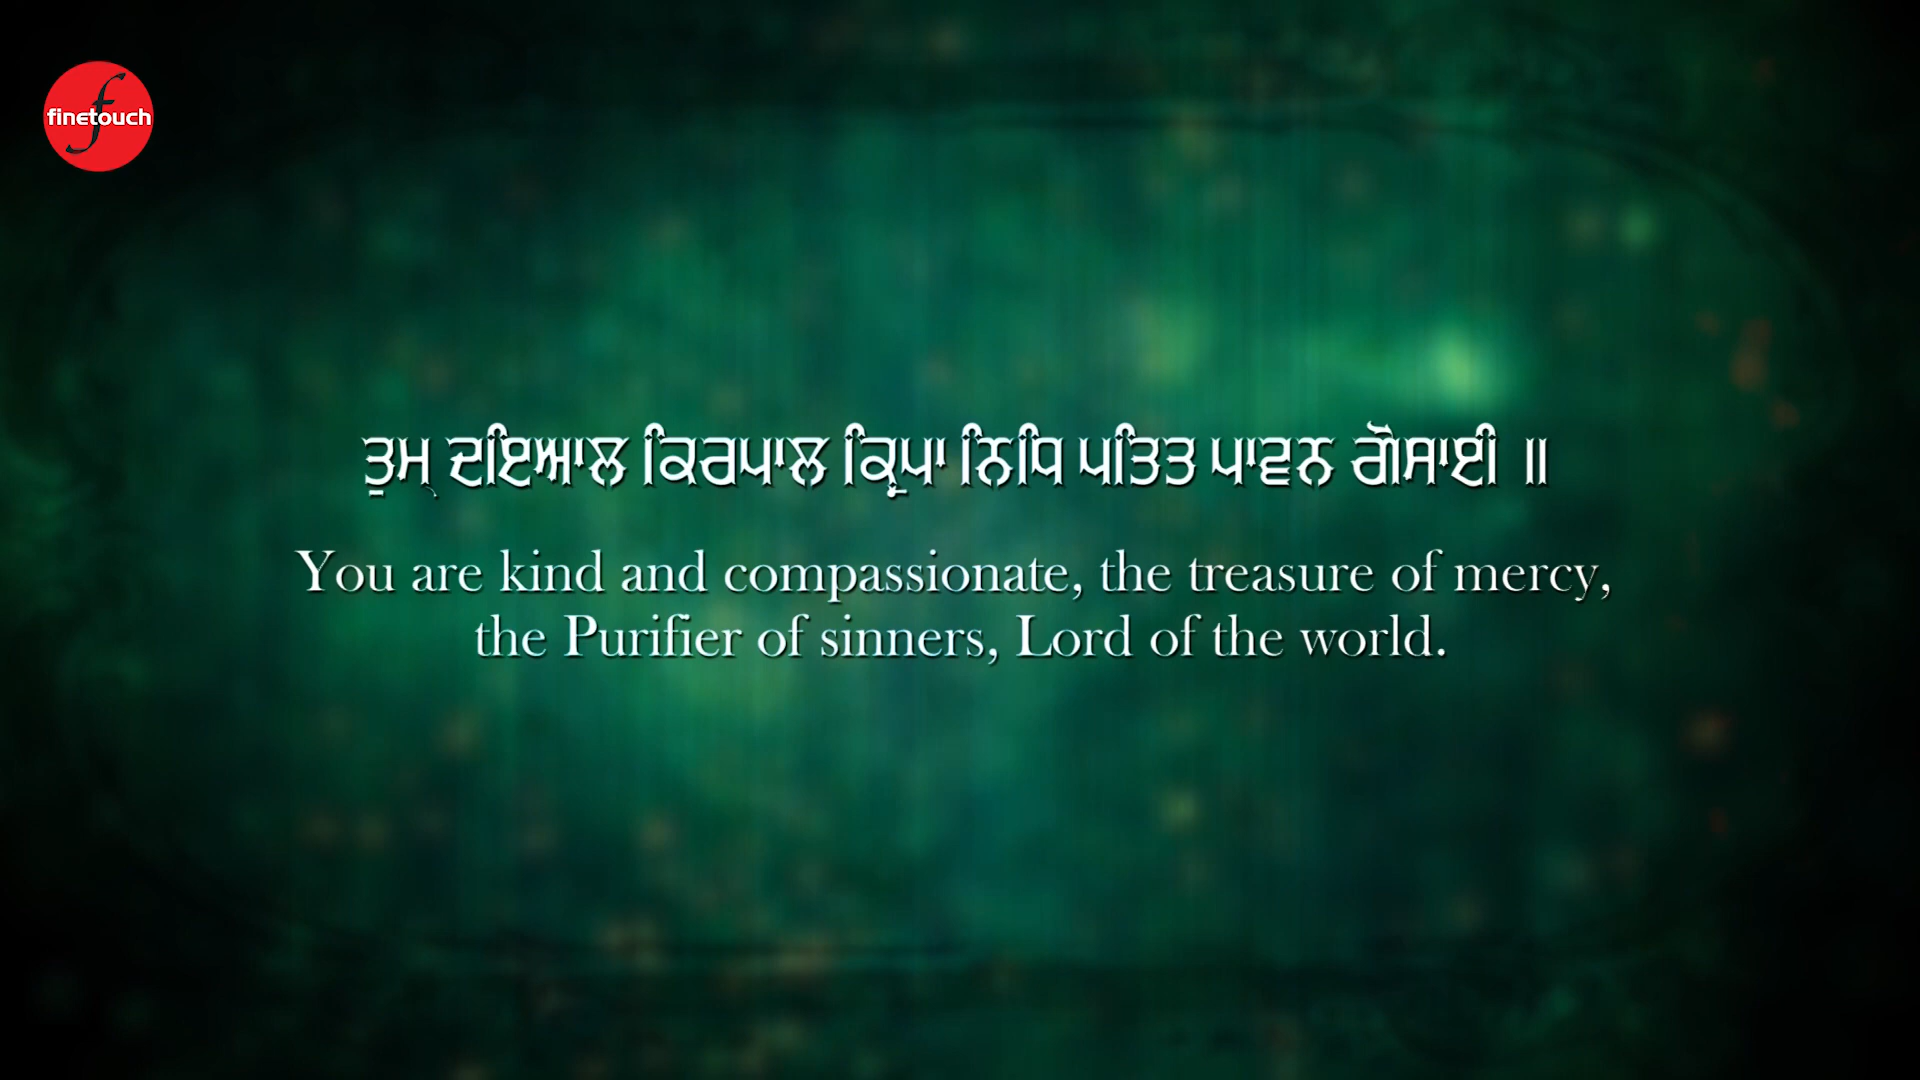 finetouch
ਤੁਮੑ ਦਇਆਲ ਕਿਰਪਾਲ ਕ੍ਰਿਪਾ ਨਿਧਿ ਪਤਿਤ ਪਾਵਨ ਗੋੁਸਾਈ ॥
You are kind and compassionate, the treasure of mercy,
the Purifier of sinners, Lord of the world.